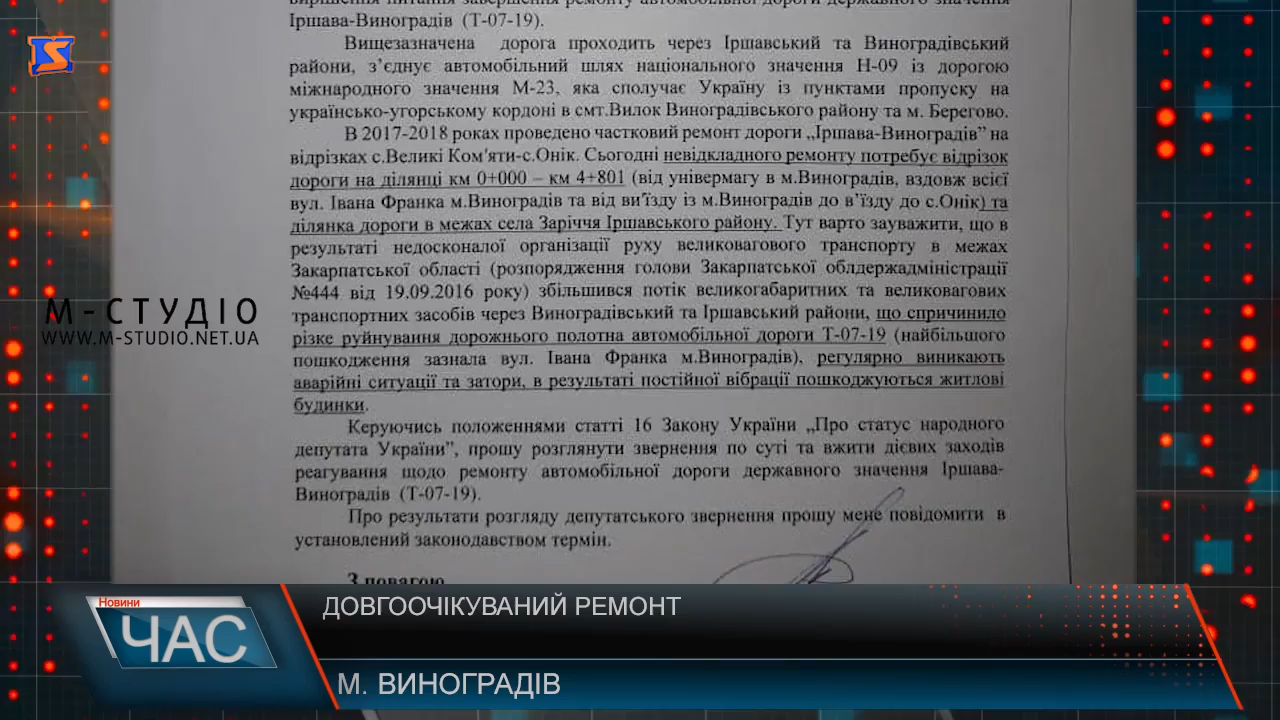 вирішення питання завершення ремонту автомобільної дороги державного значення
Іршава-Виноградів (Т-07-19).
Вищезазначена дорога проходить через Іршавський та Виноградівський
райони, з’єднує автомобільний шлях національного значення Н-09 із дорогою
міжнародного значення М-23, яка сполучає Україну із пунктами пропуску на
українсько-угорському кордоні в смт.Вилок Виноградівського району та м. Берегово.
В 2017-2018 роках проведено частковий ремонт дороги „Іршава-Виноградів” на
відрізках с.Великі Ком'яти-с.Онік. Сьогодні невідкладного ремонту потребує відрізок
дороги на ділянці км 0+000 – км 4+801 (від універмагу в м.Виноградів, вздовж всієї
вул. Івана Франка м.Виноградів та від виїзду із м.Виноградів до в’їзду до с.Онік) та
ділянка дороги в межах села Заріччя Іршавського району. Тут варто зауважити, що в
результаті недосконалої організації руху великовагового транспорту в межах
Закарпатської області (розпорядження голови Закарпатської облдержадміністрації
№444 від 19.09.2016 року) збільшився потік великогабаритних та великовагових
транспортних засобів через Виноградівський та Іршавський райони, що спричинило
різке руйнування дорожнього полотна автомобільної дороги Т-07-19 (найбільшого
пошкодження зазнала вул. Івана Франка м.Виноградів), регулярно виникають
аварійні ситуації та затори, в результаті постійної вібрації пошкоджуються житлові
будинки.
Керуючись положеннями статті 16 Закону України „Про статус народного
депутата України”, прошу розглянути звернення по суті та вжити дієвих заходів
реагування щодо ремонту автомобільної дороги державного значення Іршава-
Виноградів (Т-07-19).
Про результати розгляду депутатського звернення прошу мене повідомити в
установлений законодавством термін.
З повагою
М-СТУДІО
WWW.M-STUDIO.NET.UA
Новини
ЧАС
ДОВГООЧІКУВАНИЙ РЕМОНТ
М. ВИНОГРАДІВ